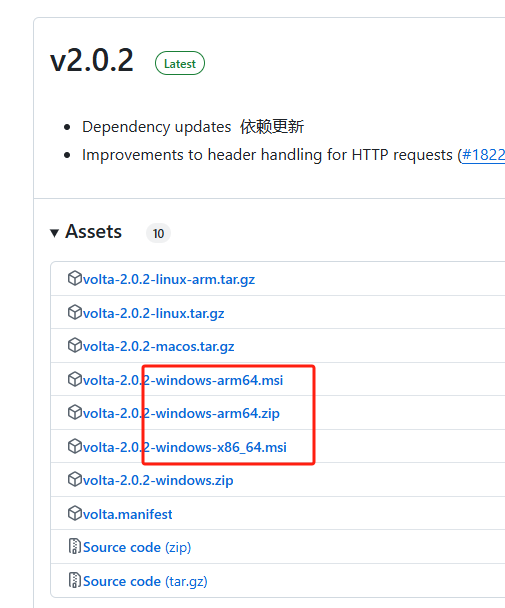 v2.0.2 Latest
Dependency updates 依赖更新
Improvements to header handling for HTTP requests (#1822
Assets 10
volta-2.0.2-linux-arm.tar.gz
volta-2.0.2-linux.tar.gz
volta-2.0.2-macos.tar.gz
volta-2.0.2-windows-arm64.msi
volta-2.0.2-windows-arm64.zip
volta-2.0.2-windows-x86_64.msi
volta-2.0.2-windows.zip
volta.manifest
Source code (zip)
Source code (tar.gz)